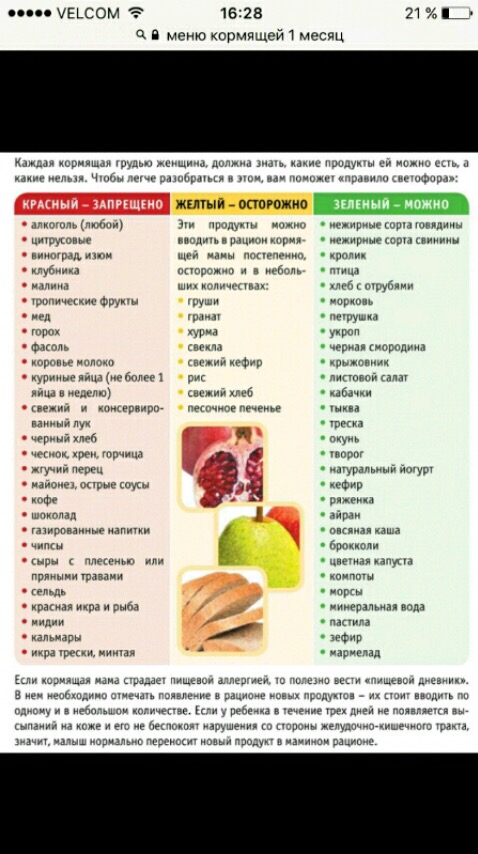 VELCOM 16:28 21 %
меню кормящей 1 месяц
Каждая кормящая грудью женщина, должна знать, какие продукты ей можно есть, а
какие нельзя. Чтобы легче разобраться в этом, вам поможет «правило светофора»:
КРАСНЫЙ – ЗАПРЕЩЕНО
• алкоголь (любой)
• цитрусовые
• виноград, изюм
• клубника
• малина
• тропические фрукты
• мед
• горох
• фасоль
• коровье молоко
• куриные яйца (не более 1
яйца в неделю)
• свежий и консервиро-
ванный лук
• черный хлеб
• чеснок, хрен, горчица
• жгучий перец
• майонез, острые соусы
• кофе
• шоколад
• газированные напитки
• чипсы
• сыры с плесенью или
пряными травами
• сельдь
• красная икра и рыба
• мидии
• кальмары
• икра трески, минтая
ЖЕЛТЫЙ – ОСТОРОЖНО
Эти продукты можно
вводить в рацион кормя-
щей мамы постепенно,
осторожно и в неболь-
ших количествах:
• груши
• гранат
• хурма
• свекла
• свежий кефир
• рис
• свежий хлеб
• песочное печенье
ЗЕЛЕНЫЙ – МОЖНО
• нежирные сорта говядины
• нежирные сорта свинины
• кролик
• птица
• хлеб с отрубями
• морковь
• петрушка
• укроп
• черная смородина
• крыжовник
• листовой салат
• кабачки
• тыква
• треска
• окунь
• творог
• натуральный йогурт
• кефир
• ряженка
• айран
• овсяная каша
• брокколи
• цветная капуста
• компоты
• морсы
• минеральная вода
• пастила
• зефир
• мармелад
Если кормящая мама страдает пищевой аллергией, то полезно вести «пищевой дневник».
В нем необходимо отмечать появление в рационе новых продуктов – их стоит вводить по
одному и в небольшом количестве. Если у ребенка в течение трех дней не появляется вы-
сыпаний на коже и его не беспокоят нарушения со стороны желудочно-кишечного тракта,
значит, малыш нормально переносит новый продукт в мамином рационе.